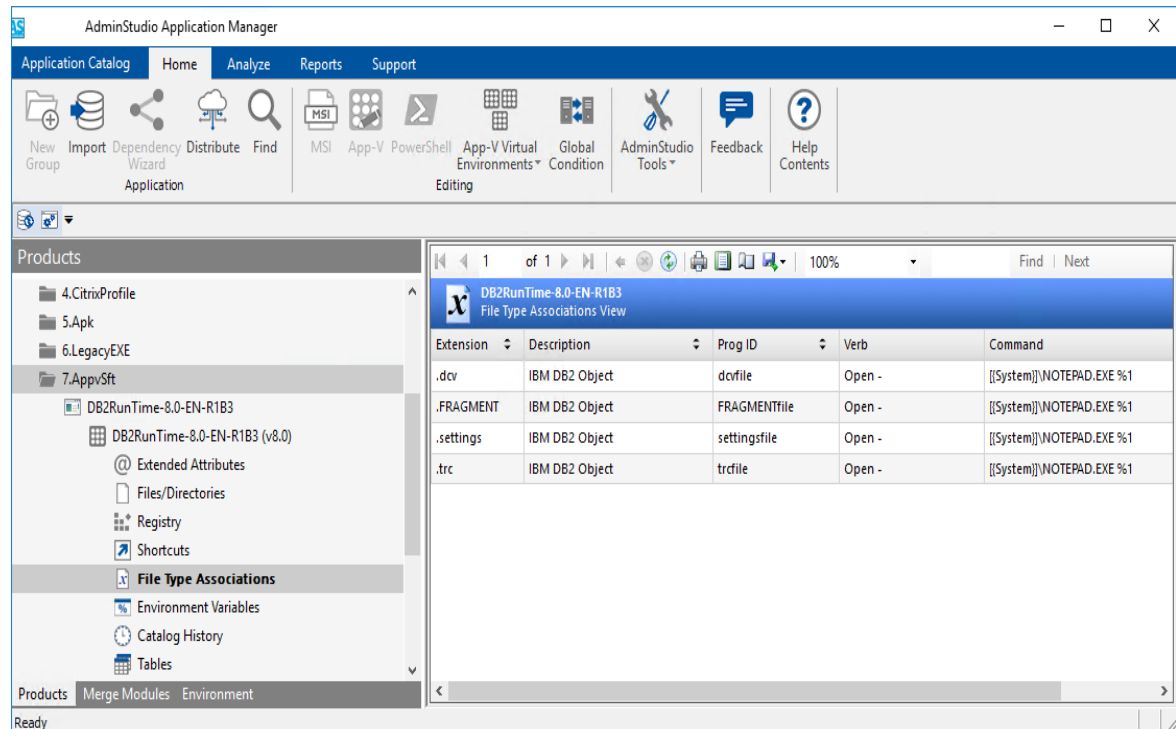 AS AdminStudio Application Manager
Application Catalog Home Analyze Reports Support
New Group Import Dependency Wizard Distribute Find MSI App-V PowerShell App-V Virtual Environments Global Condition AdminStudio Tools Feedback Help Contents
Application Editing
Products
4.CitrixProfile
5.Apk
6.LegacyEXE
7.AppvSft
DB2RunTime-8.0-EN-R1B3
DB2RunTime-8.0-EN-R1B3 (v8.0)
@ Extended Attributes
Files/Directories
Registry
Shortcuts
x File Type Associations
% Environment Variables
Catalog History
Tables
Products Merge Modules Environment
Ready
1 of 1 100% Find | Next
x DB2RunTime-8.0-EN-R1B3
File Type Associations View
Extension Description Prog ID Verb Command
.dcv IBM DB2 Object dcvfile Open - [{System}]\NOTEPAD.EXE %1
.FRAGMENT IBM DB2 Object FRAGMENTfile Open - [{System}]\NOTEPAD.EXE %1
.settings IBM DB2 Object settingsfile Open - [{System}]\NOTEPAD.EXE %1
.trc IBM DB2 Object trcfile Open - [{System}]\NOTEPAD.EXE %1